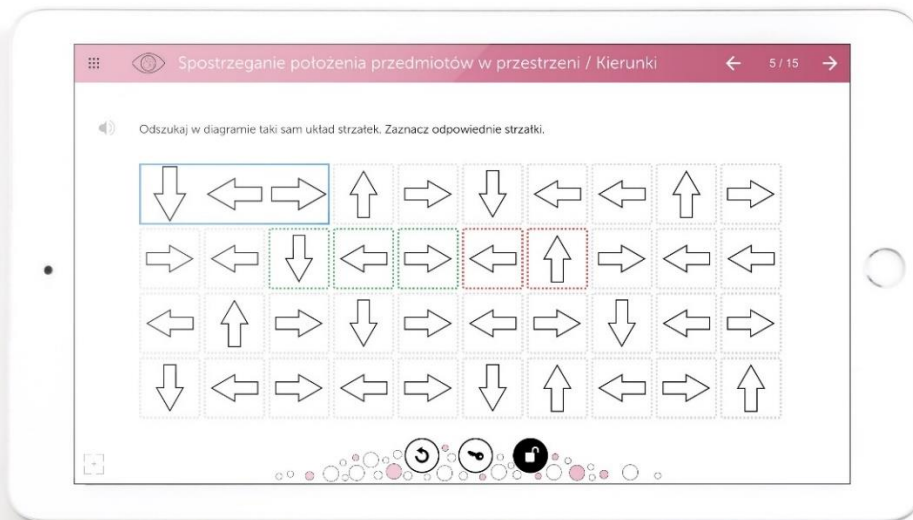 Spostrzeganie położenia przedmiotów w przestrzeni / Kierunki
5 / 15
Odszukaj w diagramie taki sam układ strzałek. Zaznacz odpowiednie strzałki.